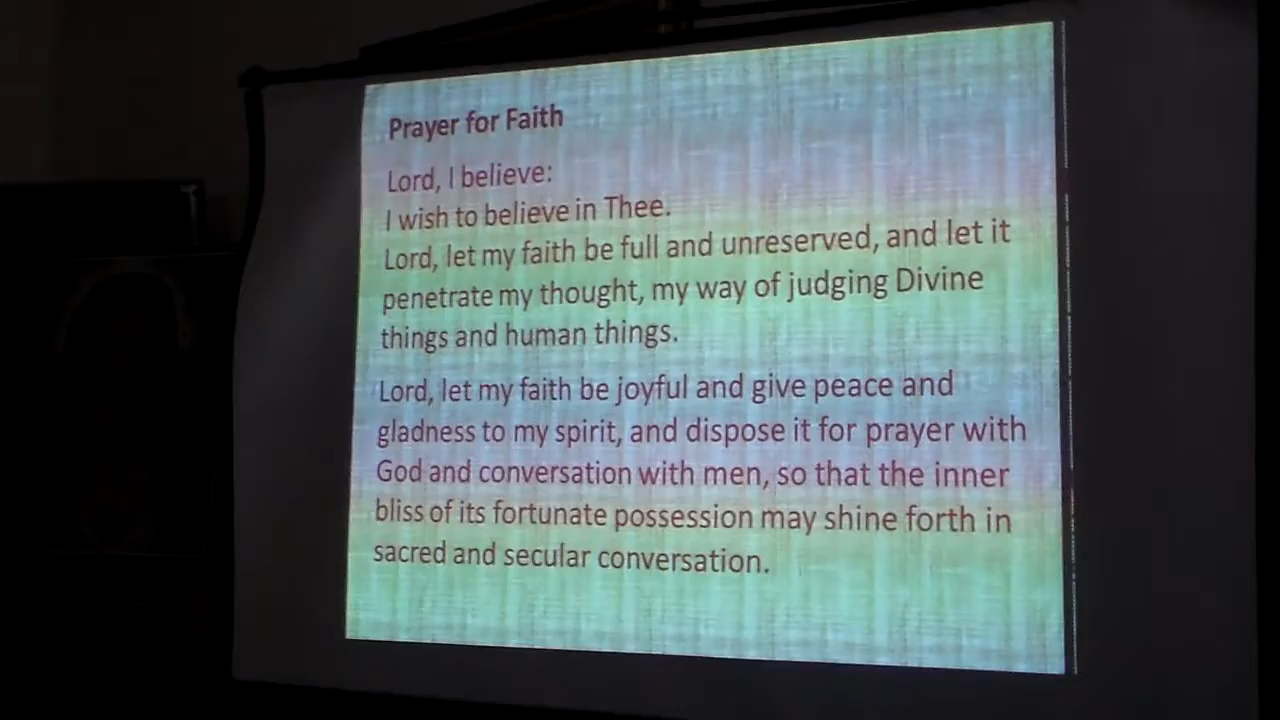 Prayer for Faith
Lord, I believe:
I wish to believe in Thee.
Lord, let my faith be full and unreserved, and let it
penetrate my thought, my way of judging Divine
things and human things.
Lord, let my faith be joyful and give peace and
gladness to my spirit, and dispose it for prayer with
God and conversation with men, so that the inner
bliss of its fortunate possession may shine forth in
sacred and secular conversation.